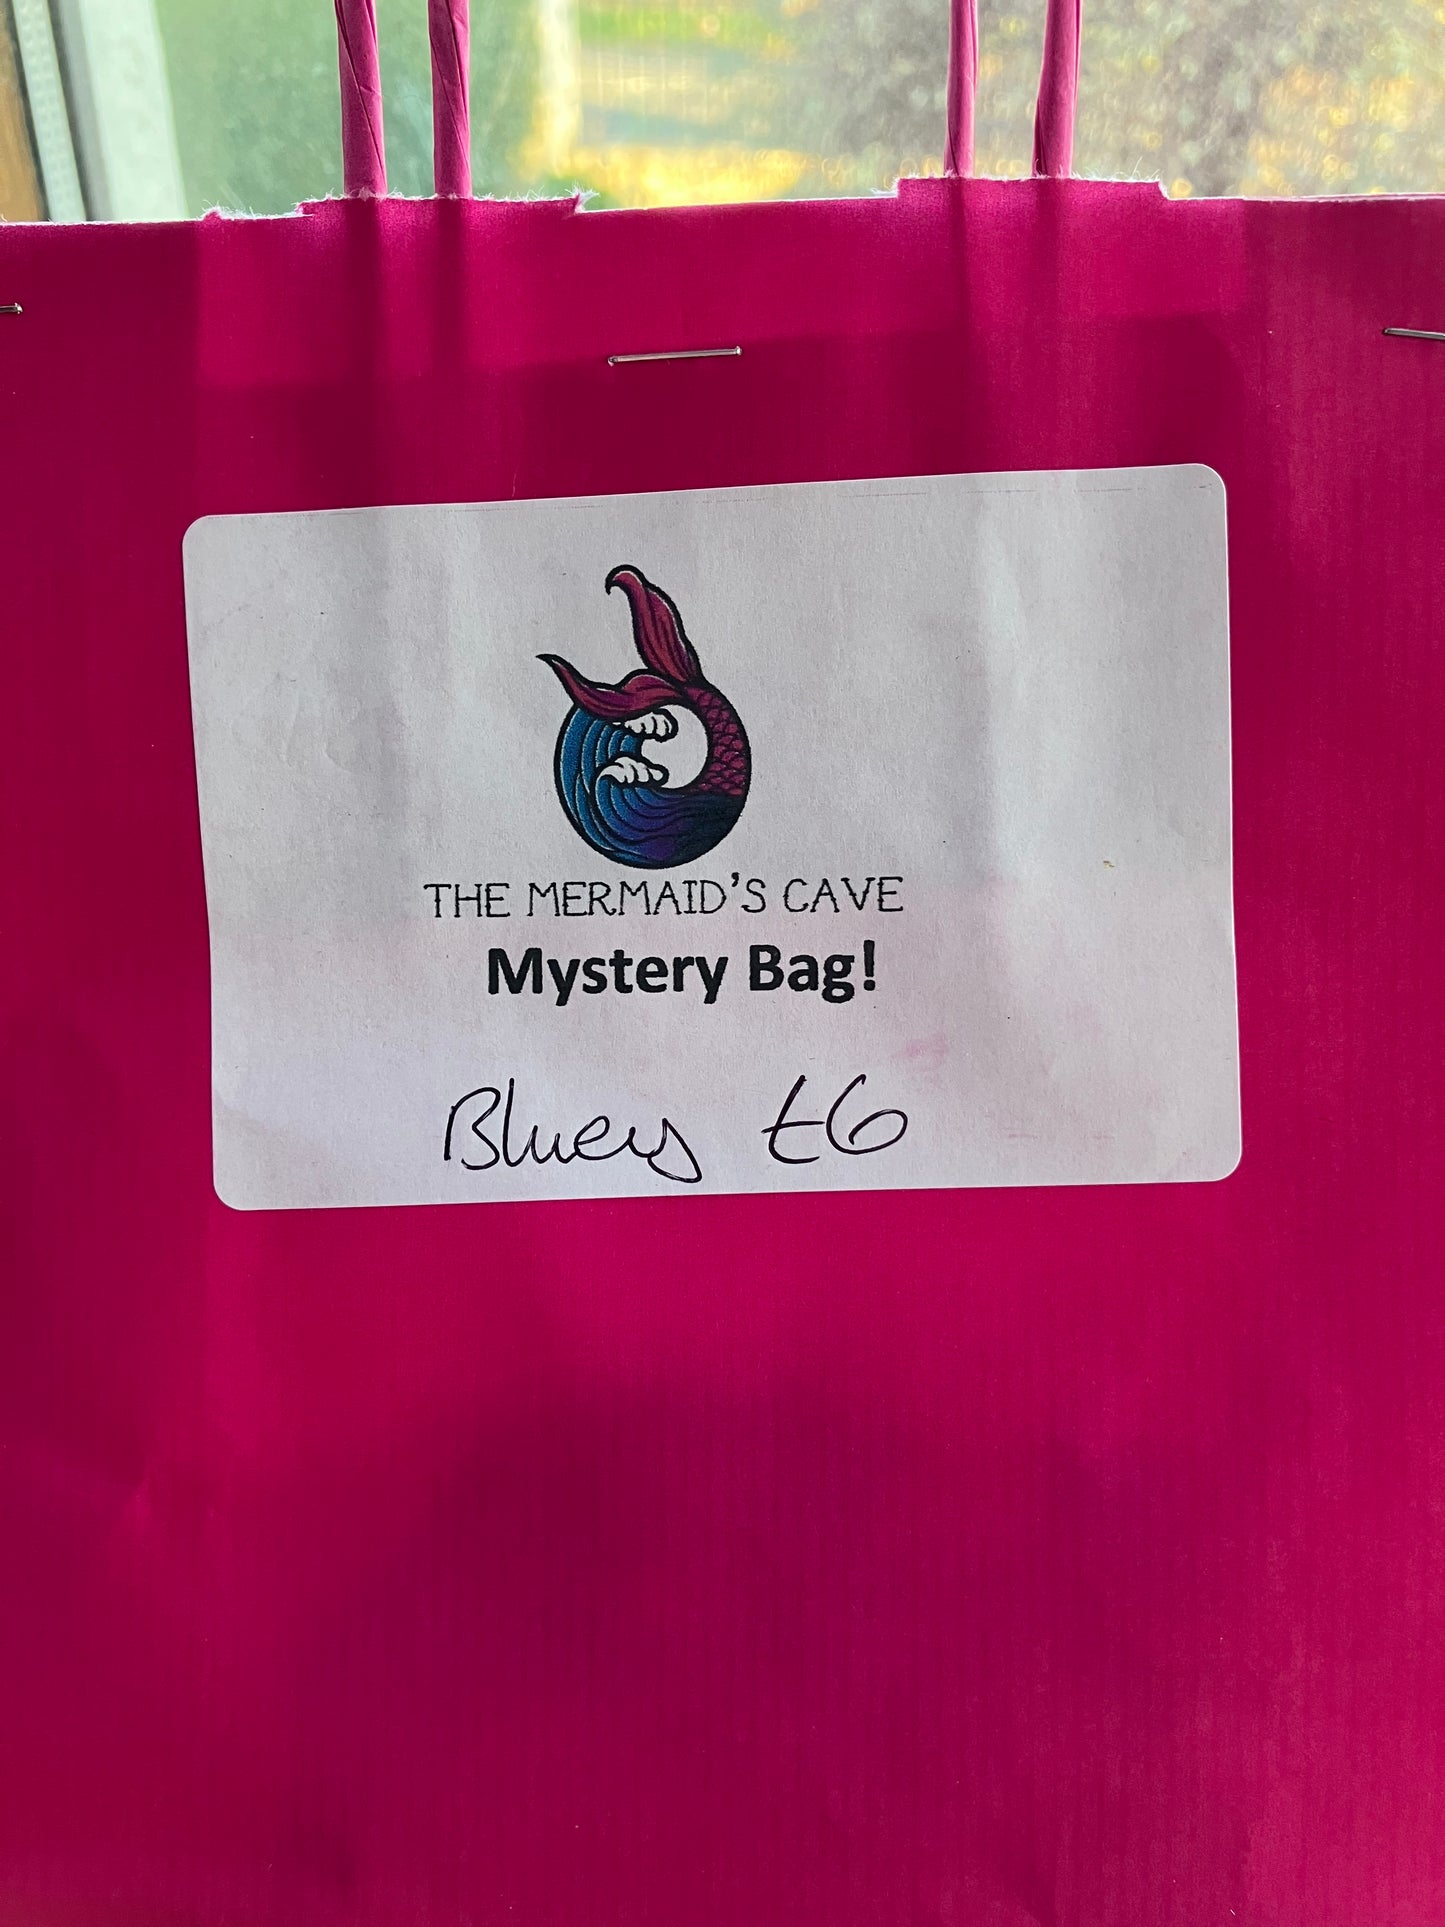 THE MERMAID'S CAVE
Mystery Bag!
Bluey £6